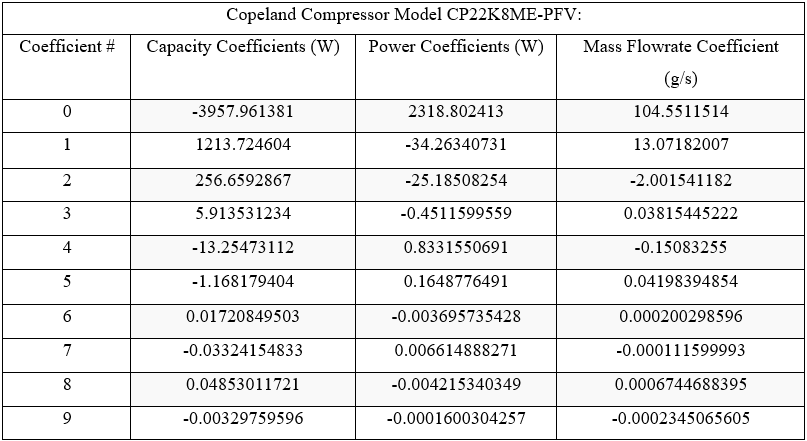 Copeland Compressor Model CP22K8ME-PFV:
Coefficient # Capacity Coefficients (W) Power Coefficients (W) Mass Flowrate Coefficient
(g/s)
0 -3957.961381 2318.802413 104.5511514
1 1213.724604 -34.26340731 13.07182007
2 256.6592867 -25.18508254 -2.001541182
3 5.913531234 -0.4511599559 0.03815445222
4 -13.25473112 0.8331550691 -0.15083255
5 -1.168179404 0.1648776491 0.04198394854
6 0.01720849503 -0.003695735428 0.000200298596
7 -0.03324154833 0.006614888271 -0.000111599993
8 0.04853011721 -0.004215340349 0.0006744688395
9 -0.00329759596 -0.0001600304257 -0.0002345065605